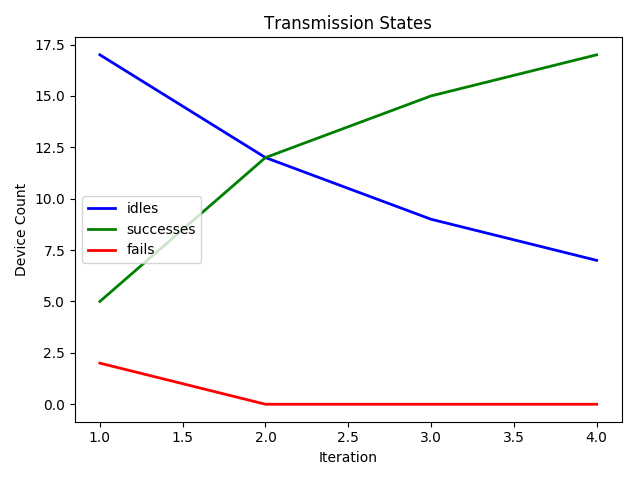 Transmission States
Device Count
17.5
15.0
12.5
10.0
7.5
5.0
2.5
0.0
idles
successes
fails
1.0 1.5 2.0 2.5 3.0 3.5 4.0
Iteration